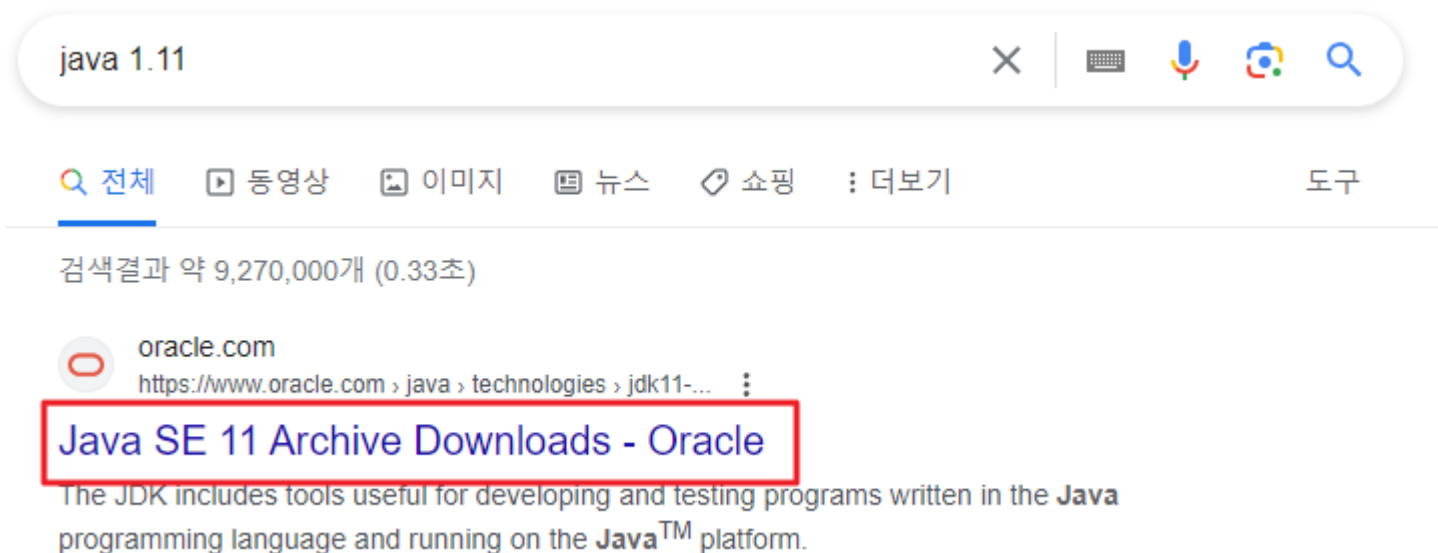 java 1.11
전체 동영상 이미지 뉴스 쇼핑 더보기 도구
검색결과 약 9,270,000개 (0.33초)
oracle.com
https://www.oracle.com › java › technologies › jdk11-...
Java SE 11 Archive Downloads - Oracle
The JDK includes tools useful for developing and testing programs written in the Java
programming language and running on the Java™ platform.